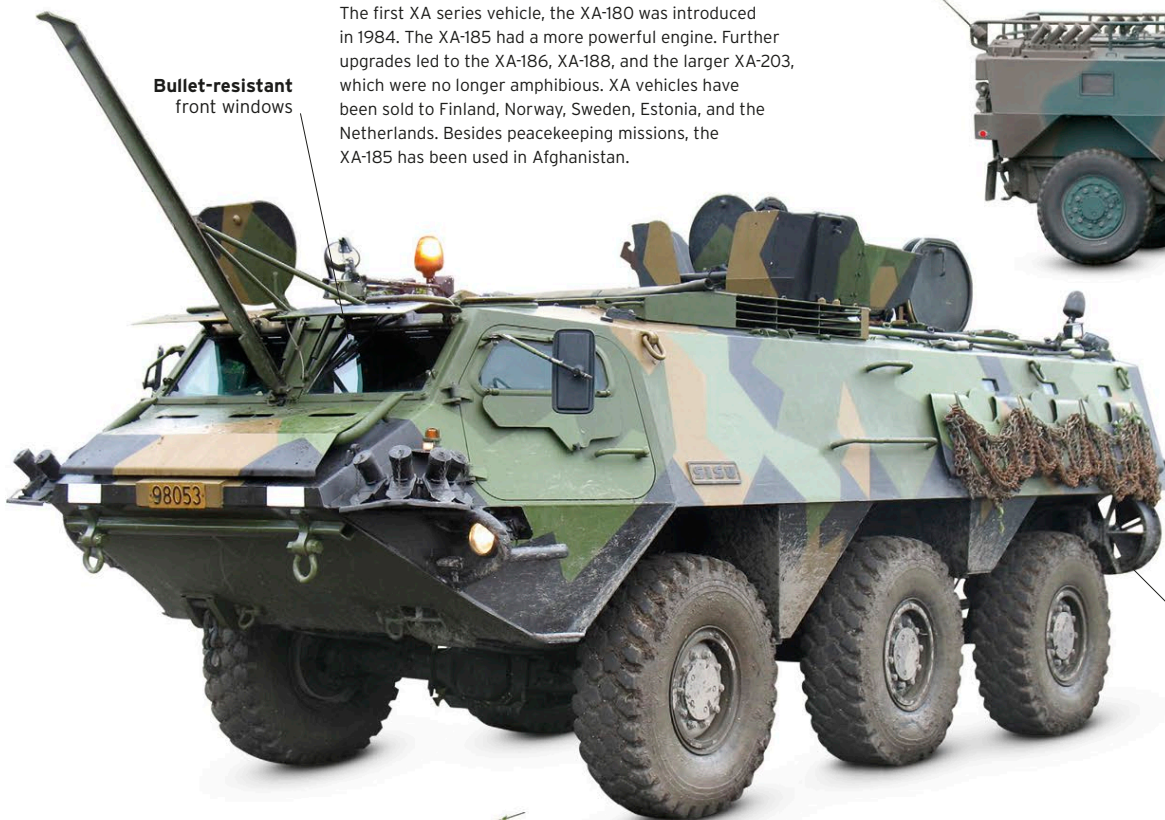 The first XA series vehicle, the XA-180 was introduced
in 1984. The XA-185 had a more powerful engine. Further
upgrades led to the XA-186, XA-188, and the larger XA-203,
which were no longer amphibious. XA vehicles have
been sold to Finland, Norway, Sweden, Estonia, and the
Netherlands. Besides peacekeeping missions, the
XA-185 has been used in Afghanistan.
Bullet-resistant
front windows
98053
SISU